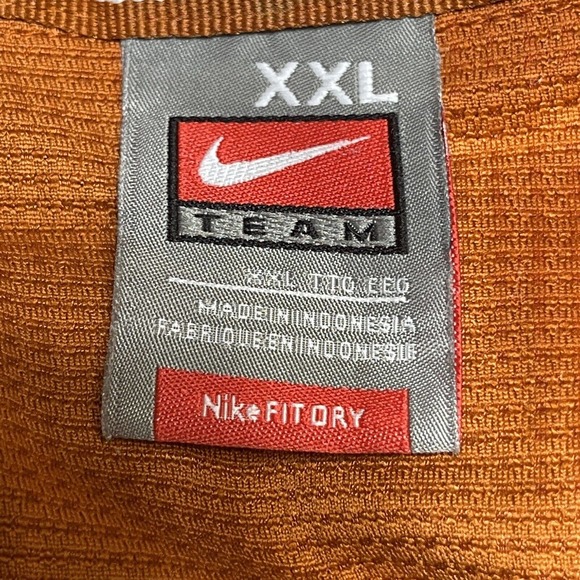 XXL
TEAM
XXL TTG EEG
MADE IN INDONESIA
FABRIQUE EN INDONESIE
Nike FIT DRY